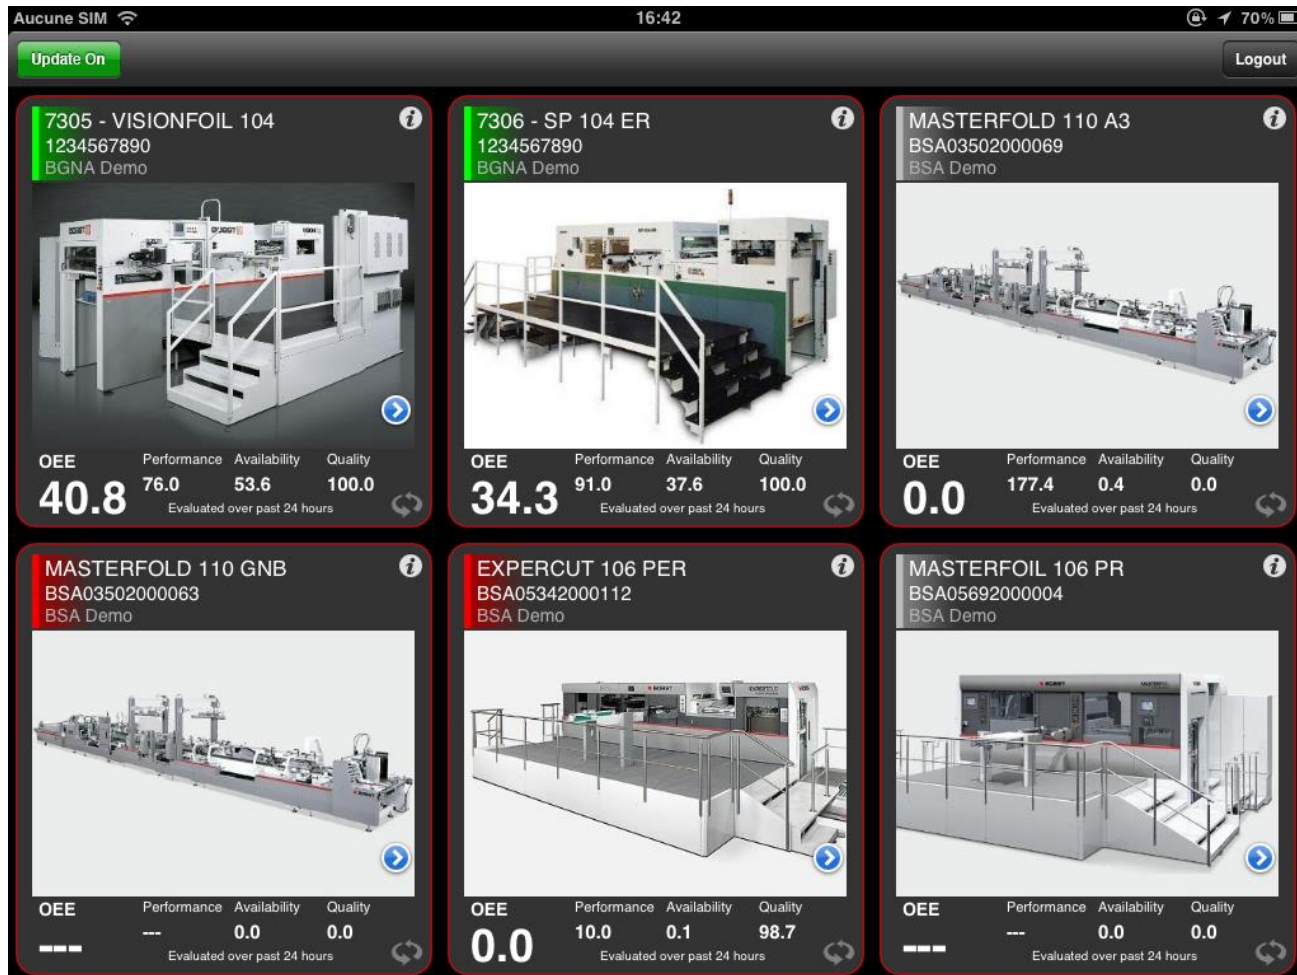 Aucune SIM 16:42 70%
Update On Logout
7305 - VISIONFOIL 104
1234567890
BGNA Demo
BOBST BOBST
OEE Performance Availability Quality
40.8 76.0 53.6 100.0
Evaluated over past 24 hours
7306 - SP 104 ER
1234567890
BGNA Demo
OEE Performance Availability Quality
34.3 91.0 37.6 100.0
Evaluated over past 24 hours
MASTERFOLD 110 A3
BSA03502000069
BSA Demo
OEE Performance Availability Quality
0.0 177.4 0.4 0.0
Evaluated over past 24 hours
MASTERFOLD 110 GNB
BSA03502000063
BSA Demo
OEE Performance Availability Quality
--- --- 0.0 0.0
Evaluated over past 24 hours
EXPERCUT 106 PER
BSA05342000112
BSA Demo
BOBST
OEE Performance Availability Quality
0.0 10.0 0.1 98.7
Evaluated over past 24 hours
MASTERFOIL 106 PR
BSA05692000004
BSA Demo
BOBST MASTERFOIL
OEE Performance Availability Quality
--- --- 0.0 0.0
Evaluated over past 24 hours